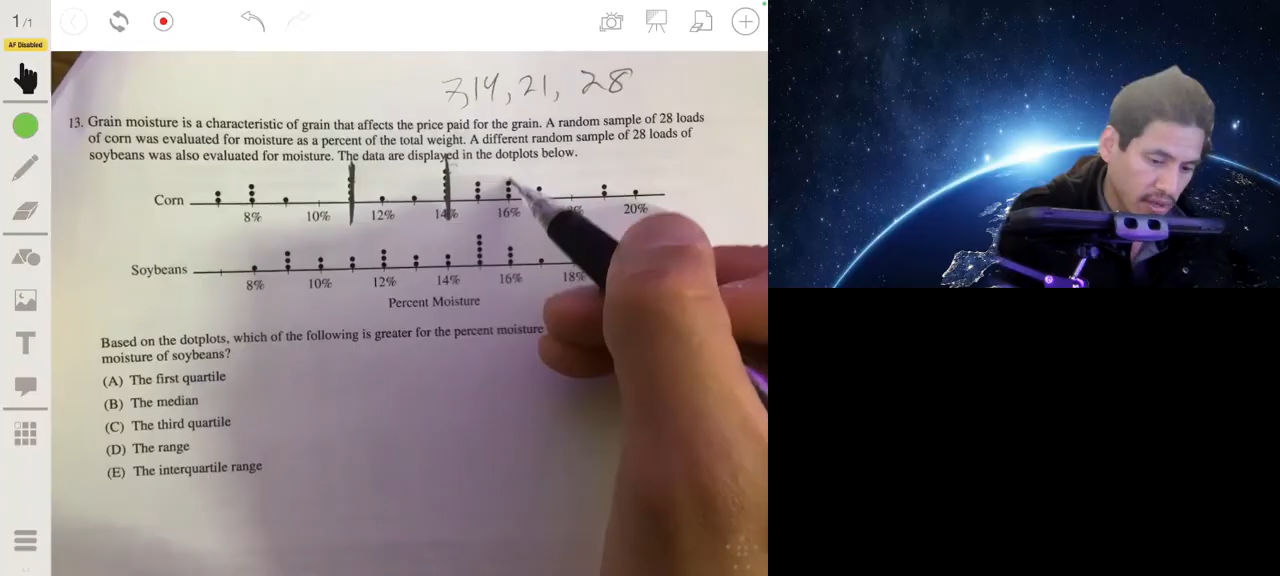 1/1
AF Disabled
714, 21, 28
13. Grain moisture is a characteristic of grain that affects the price paid for the grain. A random sample of 28 loads
of corn was evaluated for moisture as a percent of the total weight. A different random sample of 28 loads of
soybeans was also evaluated for moisture. The data are displayed in the dotplots below.
Corn
8% 10% 12% 14% 16% 20%
Soybeans
8% 10% 12% 14% 16% 18%
Percent Moisture
Based on the dotplots, which of the following is greater for the percent moisture
moisture of soybeans?
(A) The first quartile
(B) The median
(C) The third quartile
(D) The range
(E) The interquartile range
T